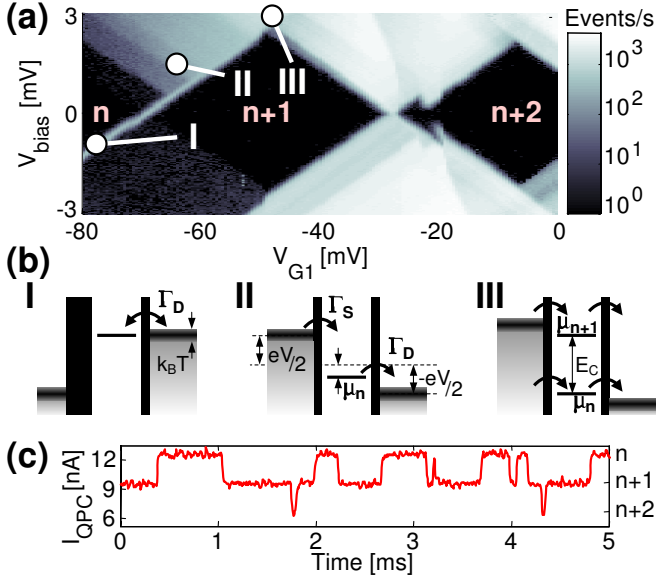 (a)
Events/s
V_bias [mV]
3
0
-3
n
n+1
n+2
I
II
III
10^3
10^2
10^1
10^0
-80
-60
-40
-20
0
V_G1 [mV]
(b)
I
Γ_D
k_BT
II
Γ_S
eV/2
Γ_D
μ_n
-eV/2
III
μ_n+1
E_C
μ_n
(c)
I_QPC [nA]
12
9
6
n
n+1
n+2
0
1
2
3
4
5
Time [ms]